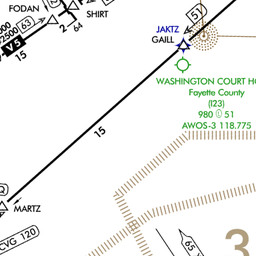 FODAN
SHIRT
63
2500
V5
15
2
64
51
JAKTZ
GAILL
WASHINGTON COURT HO
Fayette County
(I23)
980 51
AWOS-3 118.775
15
MARTZ
CVG 120
65
3